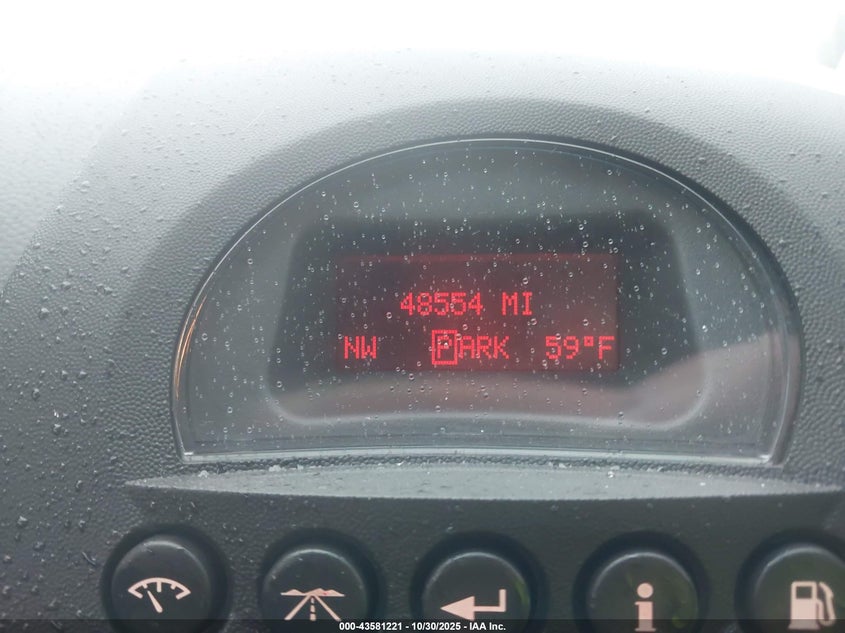 48554 MI
NW PARK 59°F
i
000-43581221 - 10/30/2025 - IAA Inc.